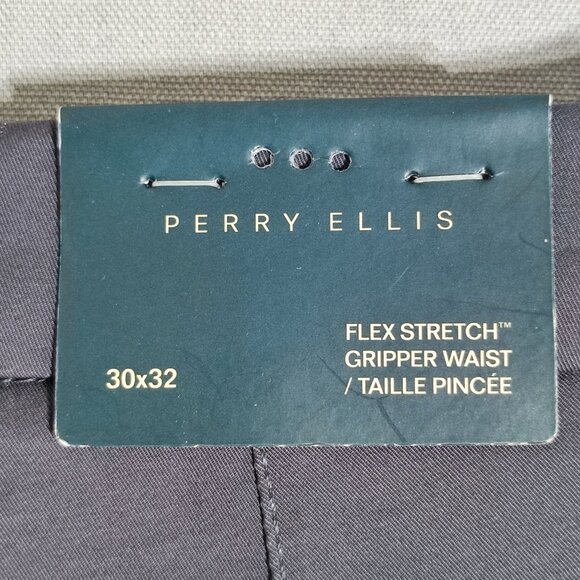 PERRY ELLIS
30x32
FLEX STRETCH™
GRIPPER WAIST
/ TAILLE PINCÉE